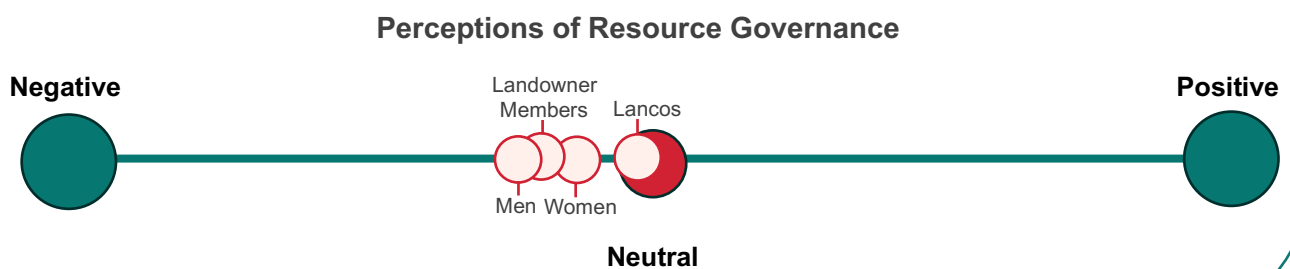 Perceptions of Resource Governance
Negative
Positive
Landowner
Members
Lancos
Men
Women
Neutral